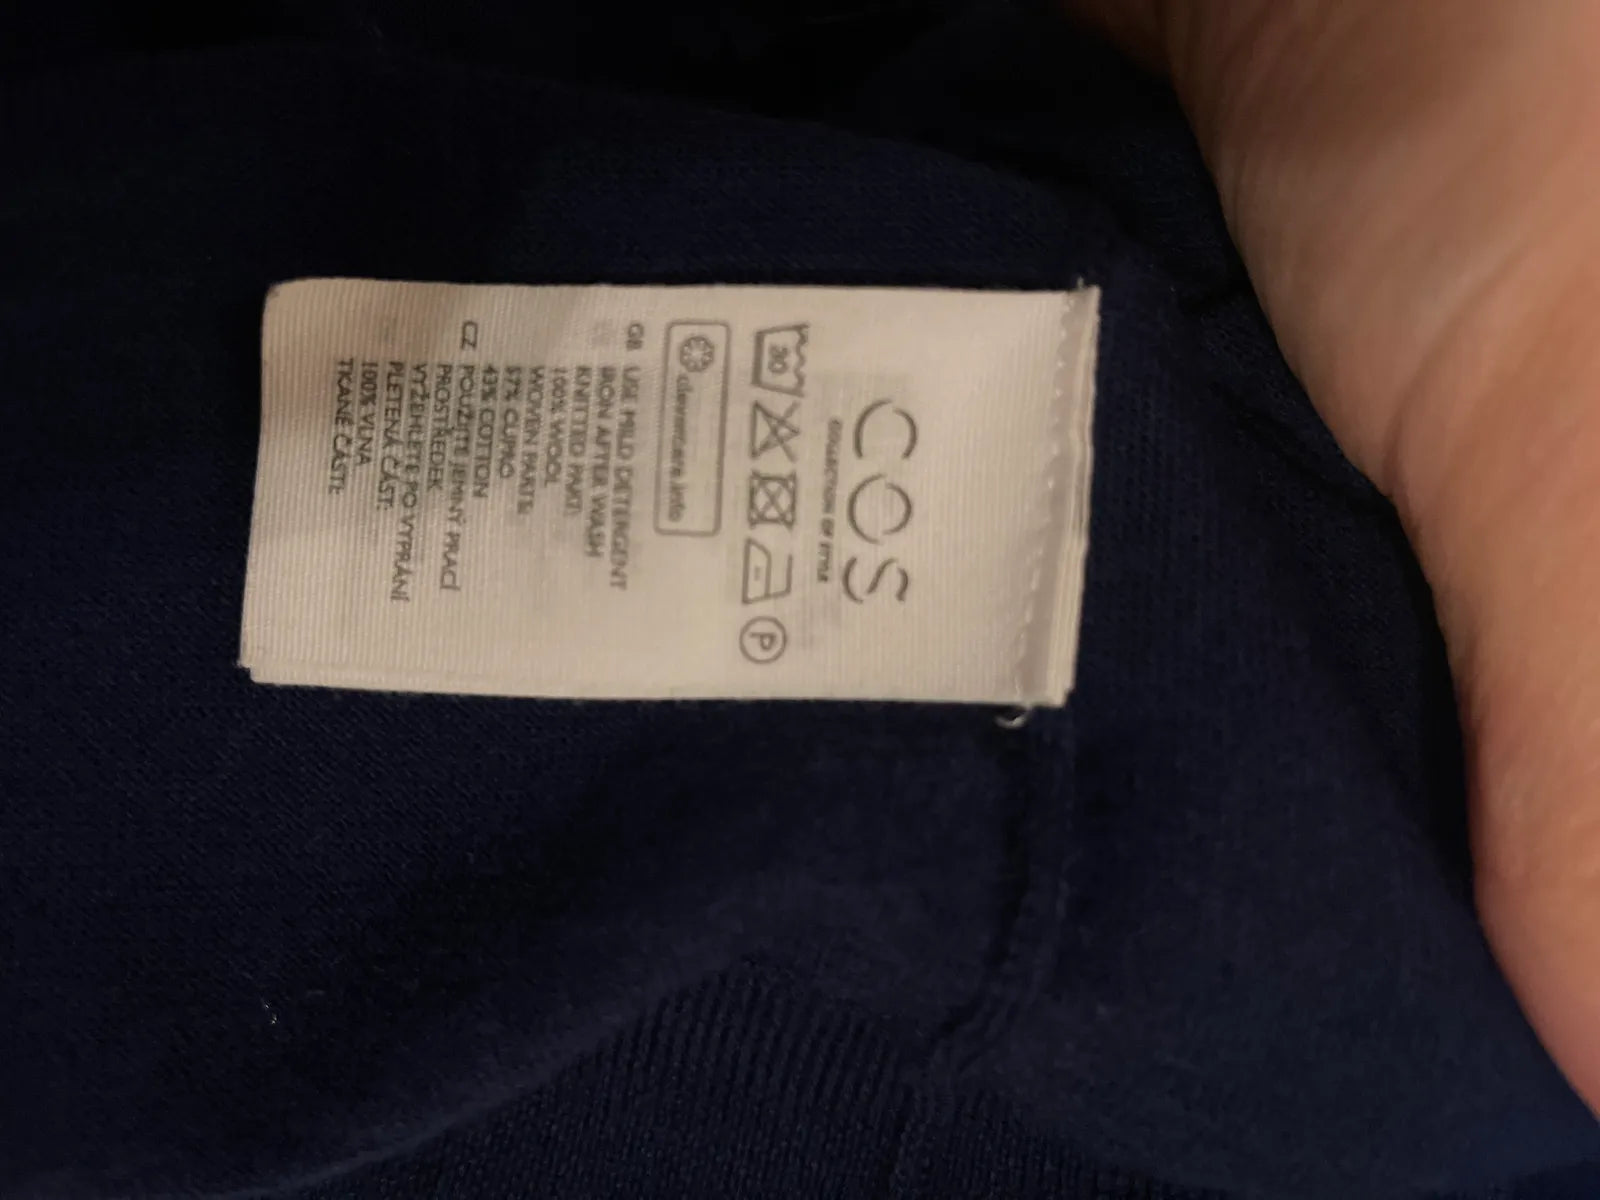 COS
COLLECTION OF STYLE
30
P
clevercare.info
GB USE MILD DETERGENT
IRON AFTER WASH
KNITTED PART:
100% WOOL
WOVEN PARTS:
57% CUPRO
43% COTTON
CZ POUŽIJTE JEMNÝ PRACÍ
PROSTŘEDEK
VYŽEHLETE PO VYPRÁNÍ
PLETENÁ ČÁST:
100% VLNA
TKANÉ ČÁSTI: